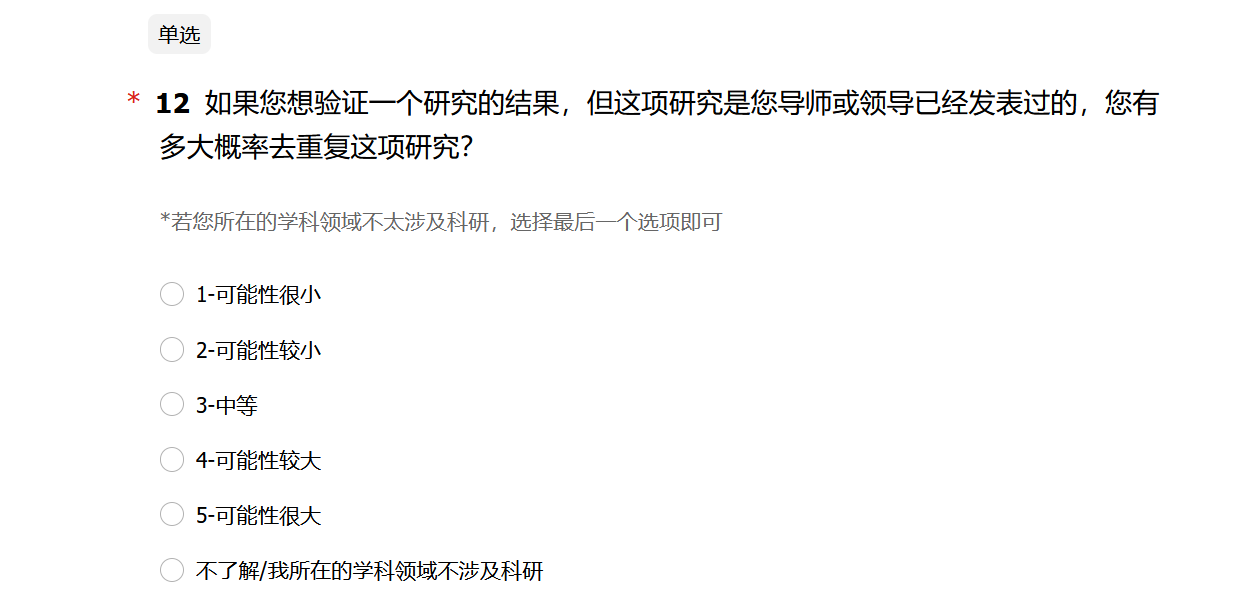 单选
* 12 如果您想验证一个研究的结果，但这项研究是您导师或领导已经发表过的，您有
多大概率去重复这项研究？
*若您所在的学科领域不太涉及科研，选择最后一个选项即可
1-可能性很小
2-可能性较小
3-中等
4-可能性较大
5-可能性很大
不了解/我所在的学科领域不涉及科研